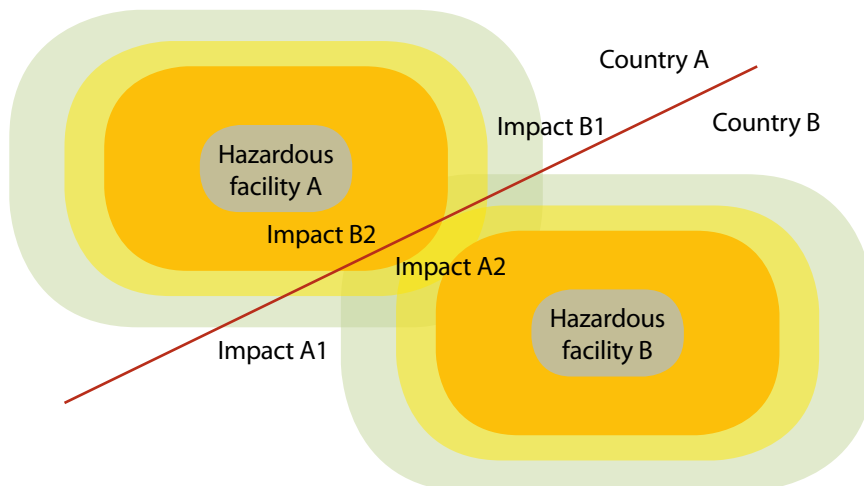 Country A
Impact B1
Country B
Hazardous
facility A
Impact B2
Impact A2
Hazardous
facility B
Impact A1